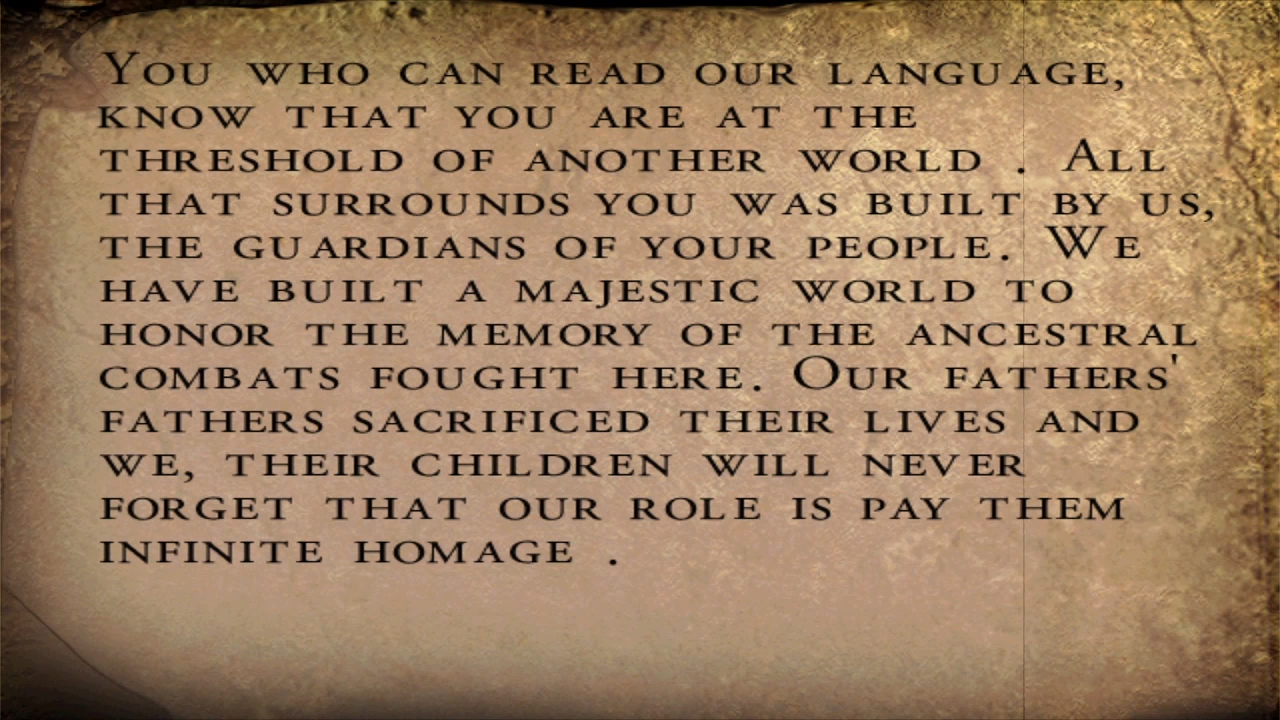 You who can read our language,
know that you are at the
threshold of another world . All
that surrounds you was built by us,
the guardians of your people. We
have built a majestic world to
honor the memory of the ancestral
combats fought here. Our fathers'
fathers sacrificed their lives and
we, their children will never
forget that our role is pay them
infinite homage .